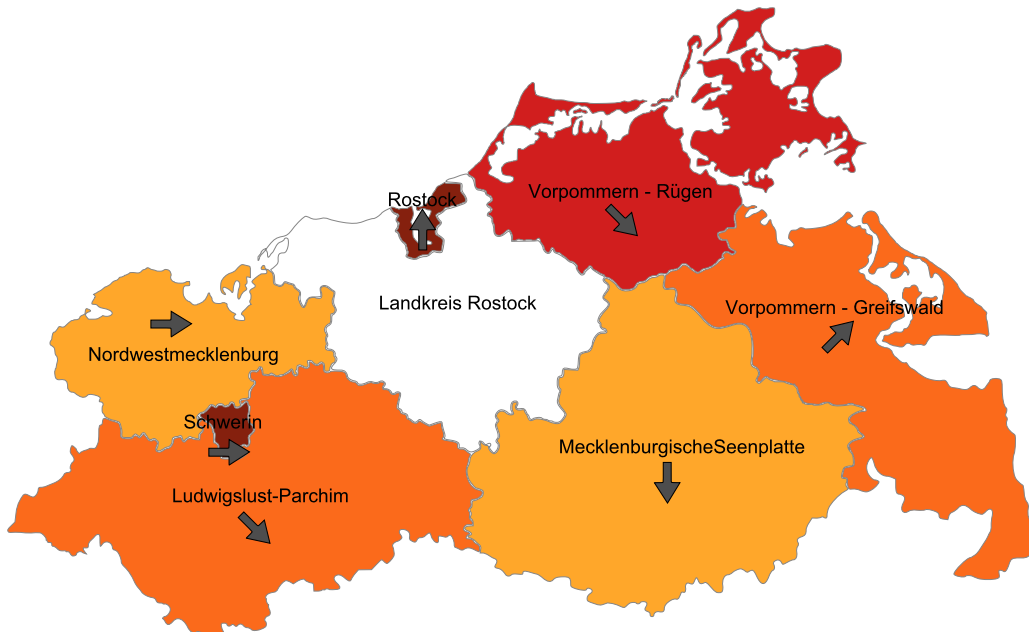 Vorpommern - Rügen
Rostock
Landkreis Rostock
Vorpommern - Greifswald
Nordwestmecklenburg
Schwerin
MecklenburgischeSeenplatte
Ludwigslust-Parchim